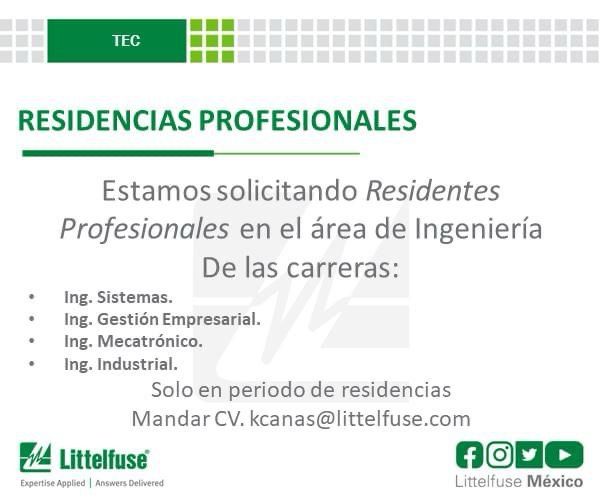 TEC
RESIDENCIAS PROFESIONALES
Estamos solicitando Residentes
Profesionales en el área de Ingeniería
De las carreras:
• Ing. Sistemas.
• Ing. Gestión Empresarial.
• Ing. Mecatrónico.
• Ing. Industrial.
Solo en periodo de residencias
Mandar CV. kcanas@littelfuse.com
Littelfuse®
Expertise Applied | Answers Delivered
Littelfuse México